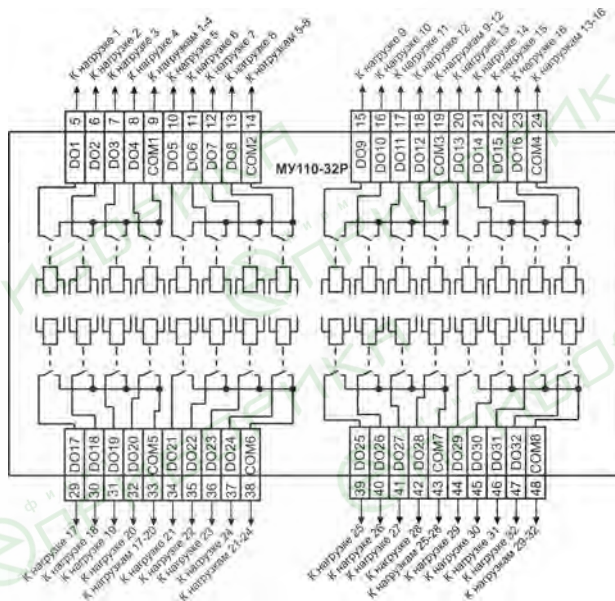 К нагрузке 1
К нагрузке 2
К нагрузке 3
К нагрузке 4
К нагрузкам 1-4
К нагрузке 5
К нагрузке 6
К нагрузке 7
К нагрузке 8
К нагрузкам 5-8
К нагрузке 9
К нагрузке 10
К нагрузке 11
К нагрузке 12
К нагрузкам 9-12
К нагрузке 13
К нагрузке 14
К нагрузке 15
К нагрузке 16
К нагрузкам 13-16
5 6 7 8 9 10 11 12 13 14
15 16 17 18 19 20 21 22 23 24
DO1 DO2 DO3 DO4 COM1 DO5 DO6 DO7 DO8 COM2
DO9 DO10 DO11 DO12 COM3 DO13 DO14 DO15 DO16 COM4
МУ110-32Р
DO17 DO18 DO19 DO20 COM5 DO21 DO22 DO23 DO24 COM6
DO25 DO26 DO27 DO28 COM7 DO29 DO30 DO31 DO32 COM8
29 30 31 32 33 34 35 36 37 38
39 40 41 42 43 44 45 46 47 48
К нагрузке 17
К нагрузке 18
К нагрузке 19
К нагрузке 20
К нагрузкам 17-20
К нагрузке 21
К нагрузке 22
К нагрузке 23
К нагрузке 24
К нагрузкам 21-24
К нагрузке 25
К нагрузке 26
К нагрузке 27
К нагрузке 28
К нагрузкам 25-28
К нагрузке 29
К нагрузке 30
К нагрузке 31
К нагрузке 32
К нагрузкам 29-32